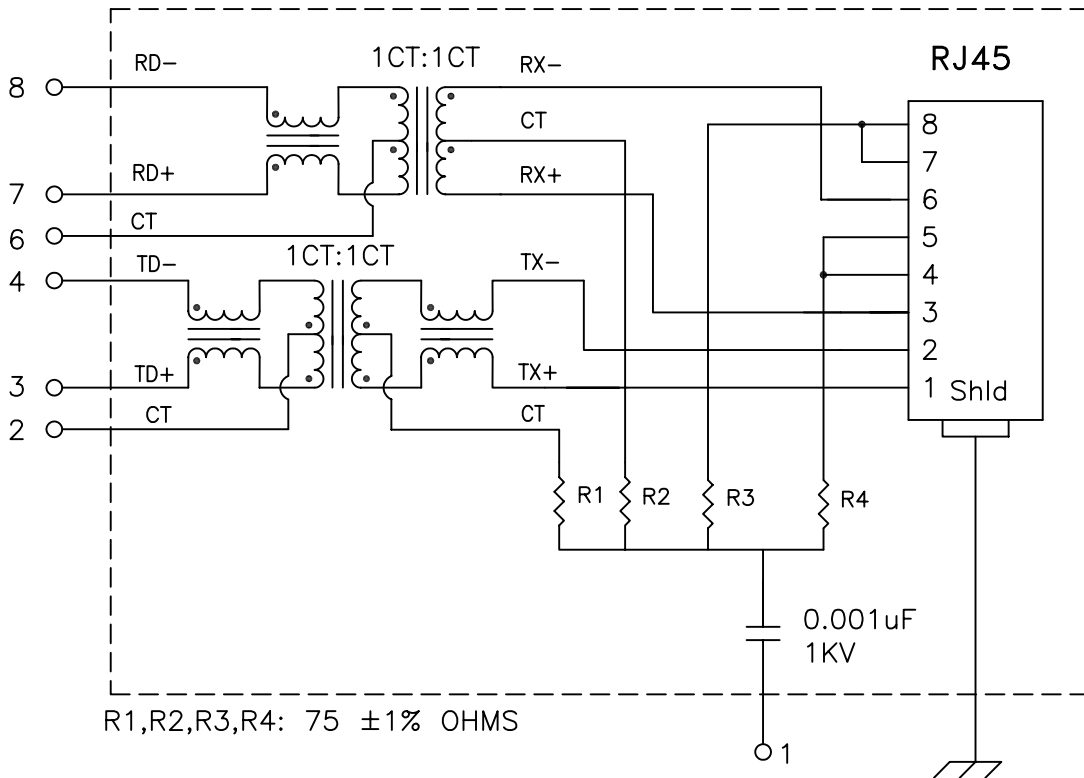 RJ45
1CT:1CT
8 RD- RX- 8
CT 7
7 RD+ RX+ 6
6 CT 5
1CT:1CT
4 TD- TX- 4
3
2
3 TD+ TX+ 1 Shld
2 CT CT
R1 R2 R3 R4
0.001uF
1KV
R1,R2,R3,R4: 75 ±1% OHMS
1